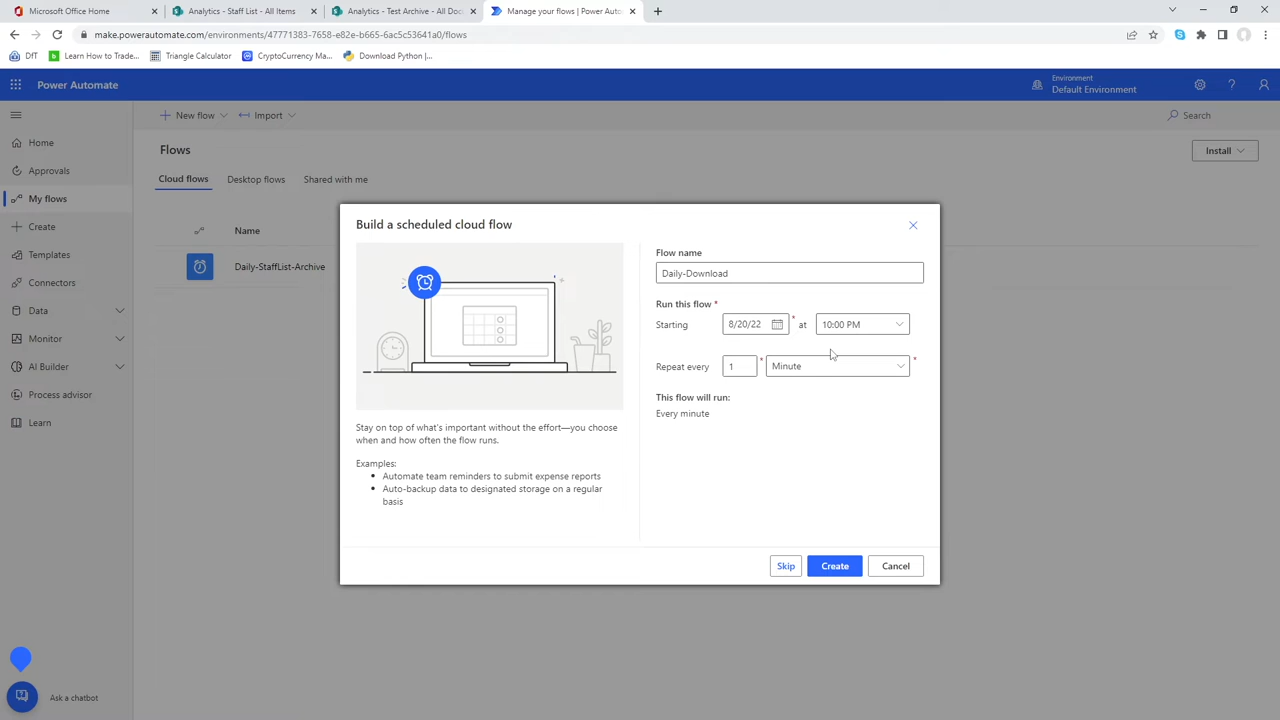 Microsoft Office Home
Analytics - Staff List - All Items
Analytics - Test Archive - All Doc
Manage your flows | Power Autom
make.powerautomate.com/environments/47771383-7658-e82e-b665-6ac5c53641a0/flows
DfT
Learn How to Trade...
Triangle Calculator
CryptoCurrency Ma...
Download Python |...
Power Automate
Environment
Default Environment
New flow
Import
Search
Home
Approvals
My flows
Create
Templates
Connectors
Data
Monitor
AI Builder
Process advisor
Learn
Ask a chatbot
Flows
Install
Cloud flows
Desktop flows
Shared with me
Name
Daily-StaffList-Archive
Build a scheduled cloud flow
Stay on top of what's important without the effort—you choose
when and how often the flow runs.
Examples:
• Automate team reminders to submit expense reports
• Auto-backup data to designated storage on a regular
basis
Flow name
Daily-Download
Run this flow *
Starting 8/20/22 * at 10:00 PM
Repeat every 1 * Minute *
This flow will run:
Every minute
Skip
Create
Cancel